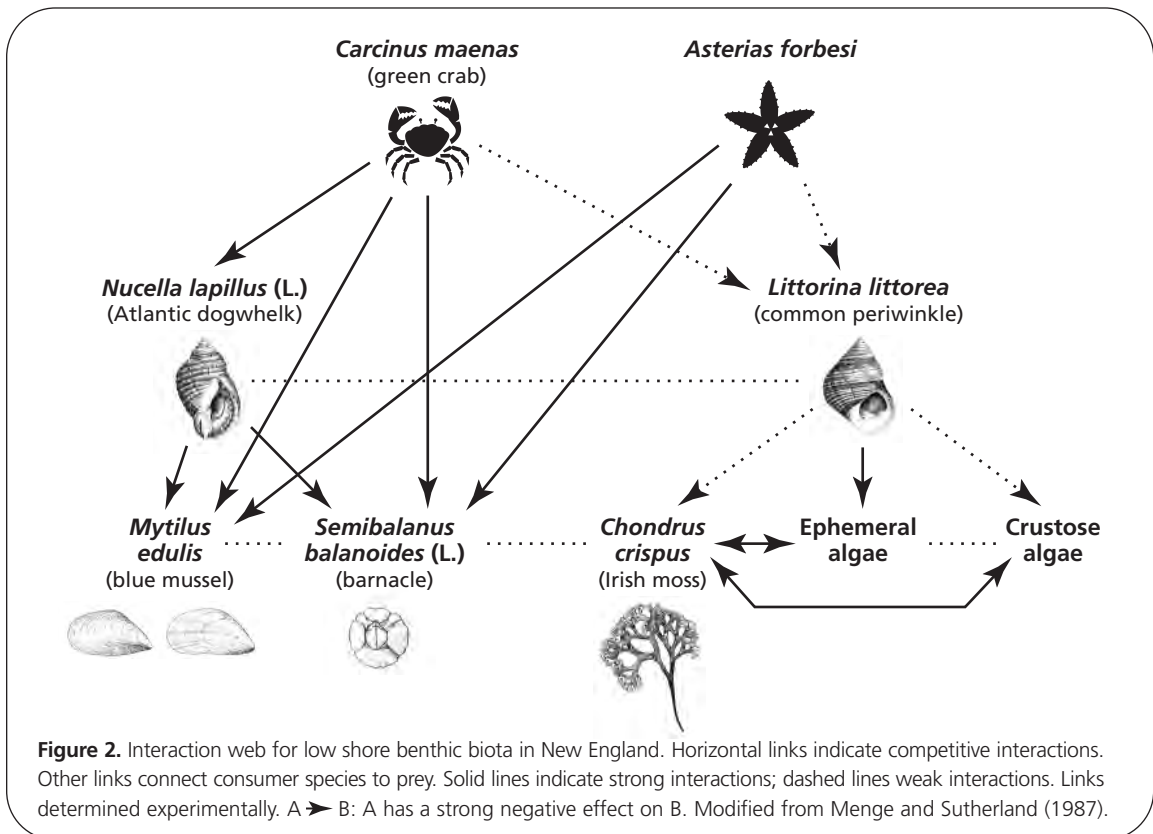 Carcinus maenas
(green crab)
Asterias forbesi
Nucella lapillus (L.)
(Atlantic dogwhelk)
Littorina littorea
(common periwinkle)
Mytilus
edulis
(blue mussel)
Semibalanus
balanoides (L.)
(barnacle)
Chondrus
crispus
(Irish moss)
Ephemeral
algae
Crustose
algae
Figure 2. Interaction web for low shore benthic biota in New England. Horizontal links indicate competitive interactions.
Other links connect consumer species to prey. Solid lines indicate strong interactions; dashed lines weak interactions. Links
determined experimentally. A ➤ B: A has a strong negative effect on B. Modified from Menge and Sutherland (1987).